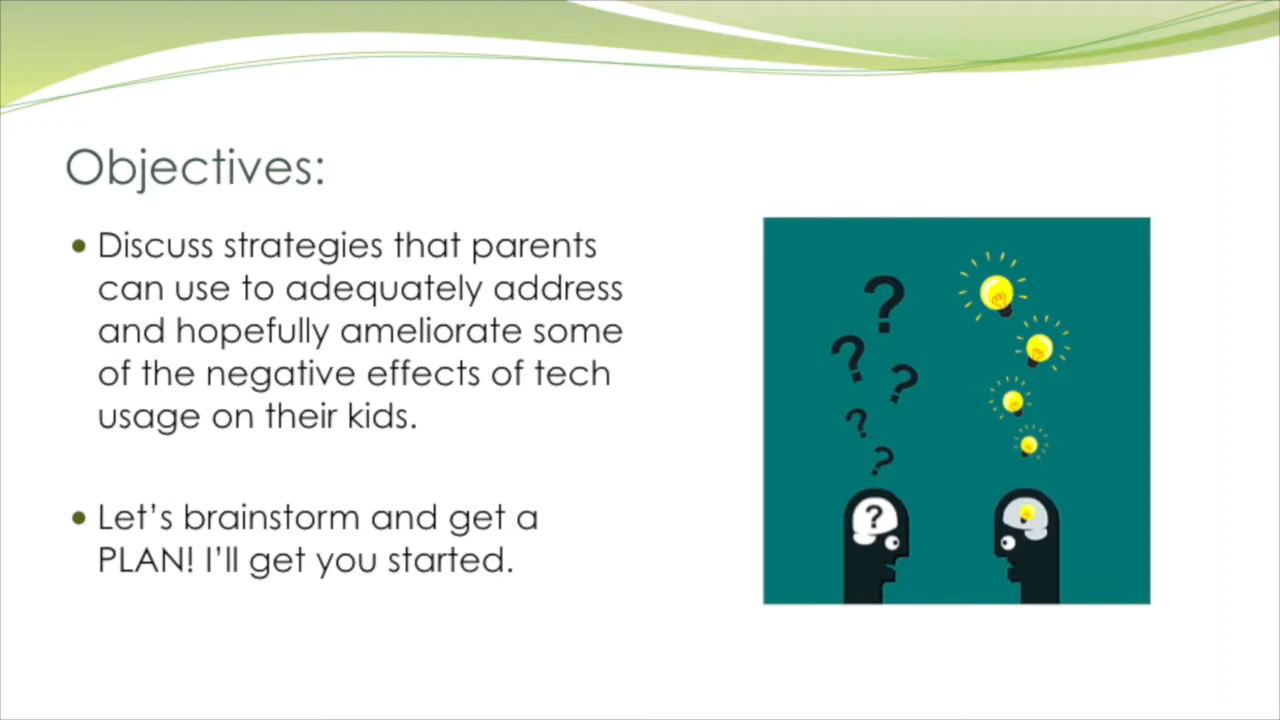 Objectives:
• Discuss strategies that parents
can use to adequately address
and hopefully ameliorate some
of the negative effects of tech
usage on their kids.
• Let’s brainstorm and get a
PLAN! I’ll get you started.
?
?
?
?
?
?